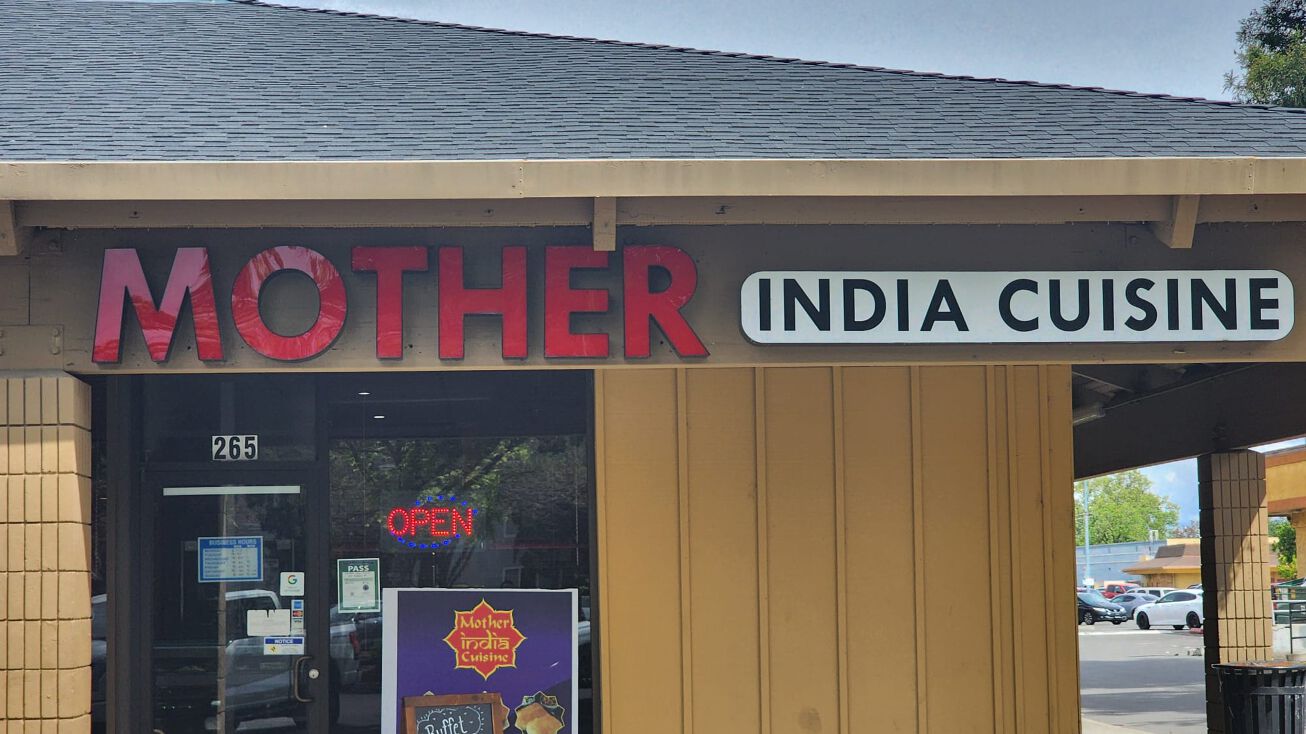 MOTHER INDIA CUISINE
265
OPEN
BUSINESS HOURS
PASS
G
NOTICE
Mother
india
Cuisine
Buffet